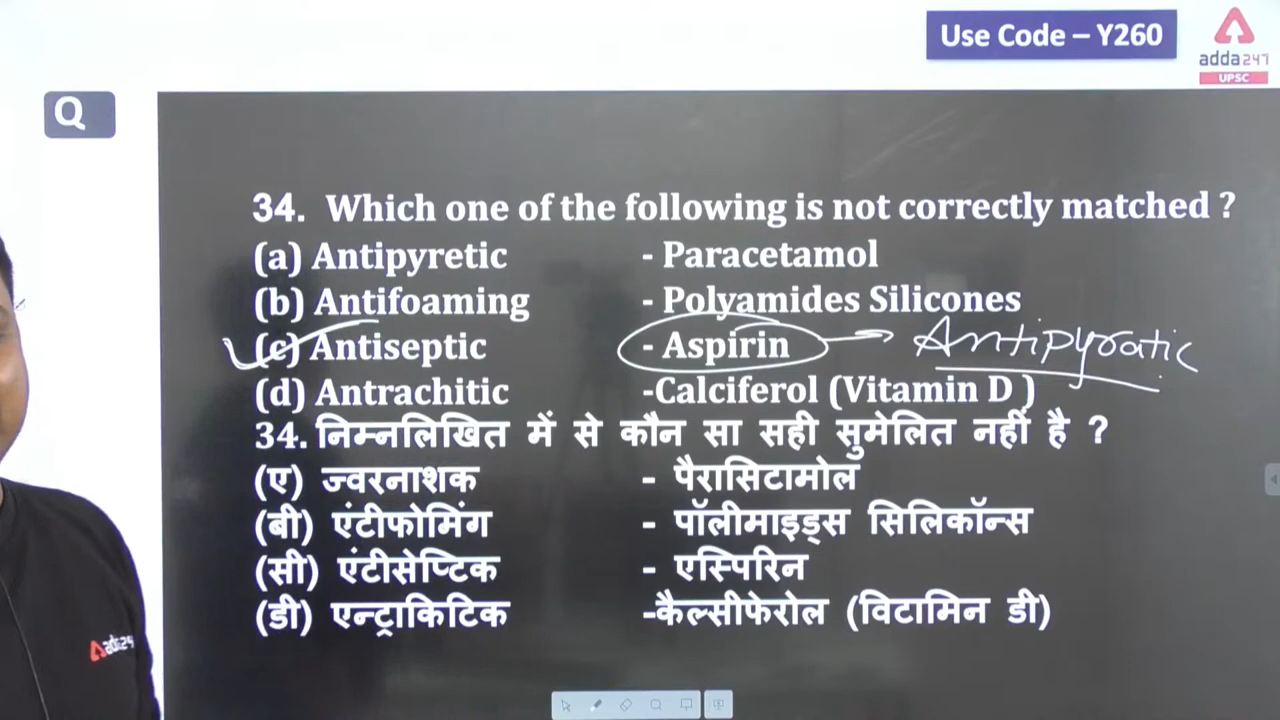 Use Code – Y260
adda247
UPSC
Q
34. Which one of the following is not correctly matched ?
(a) Antipyretic - Paracetamol
(b) Antifoaming - Polyamides Silicones
(c) Antiseptic - Aspirin → Antipyratic
(d) Antrachitic -Calciferol (Vitamin D )
34. निम्नलिखित में से कौन सा सही सुमेलित नहीं है ?
(ए) ज्वरनाशक - पैरासिटामोल
(बी) एंटीफोमिंग - पॉलीमाइड्स सिलिकॉन्स
(सी) एंटीसेप्टिक - एस्पिरिन
(डी) एन्ट्राकिटिक -कैल्सीफेरोल (विटामिन डी)
adda24